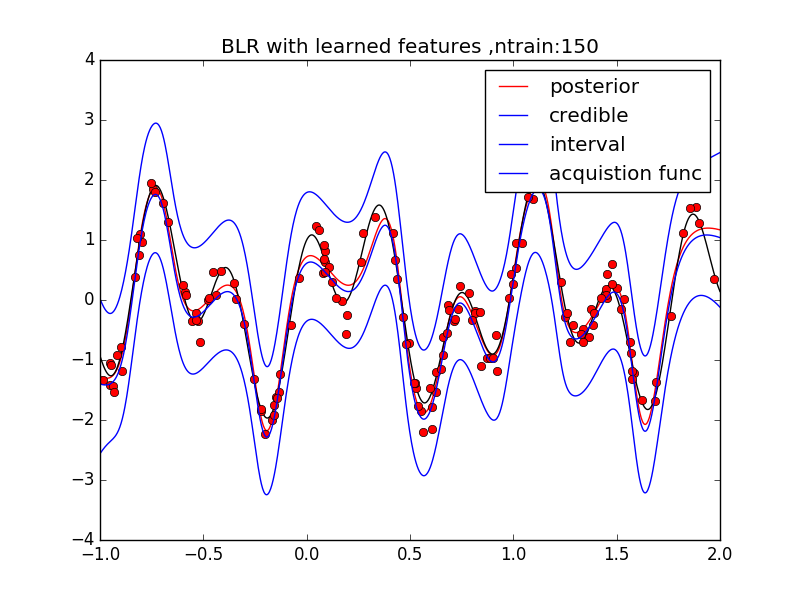 BLR with learned features ,ntrain:150
posterior
credible
interval
acquistion func
4
3
2
1
0
−1
−2
−3
−4
−1.0 −0.5 0.0 0.5 1.0 1.5 2.0